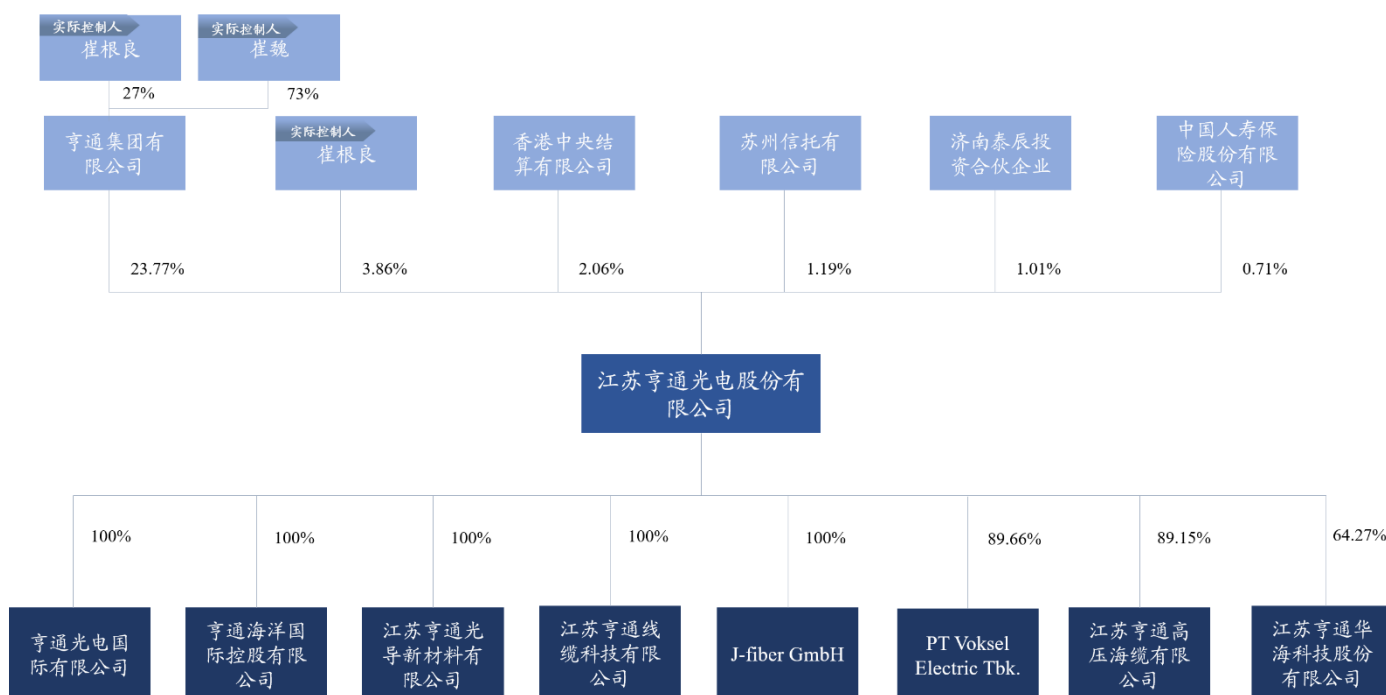 实际控制人
崔根良
实际控制人
崔魏
27%
73%
亨通集团有
限公司
实际控制人
崔根良
香港中央结
算有限公司
苏州信托有
限公司
济南泰辰投
资合伙企业
中国人寿保
险股份有限
公司
23.77%
3.86%
2.06%
1.19%
1.01%
0.71%
江苏亨通光电股份有
限公司
100%
100%
100%
100%
100%
89.66%
89.15%
64.27%
亨通光电国
际有限公司
亨通海洋国
际控股有限
公司
江苏亨通光
导新材料有
限公司
江苏亨通线
缆科技有限
公司
J-fiber GmbH
PT Voksel
Electric Tbk.
江苏亨通高
压海缆有限
公司
江苏亨通华
海科技股份
有限公司